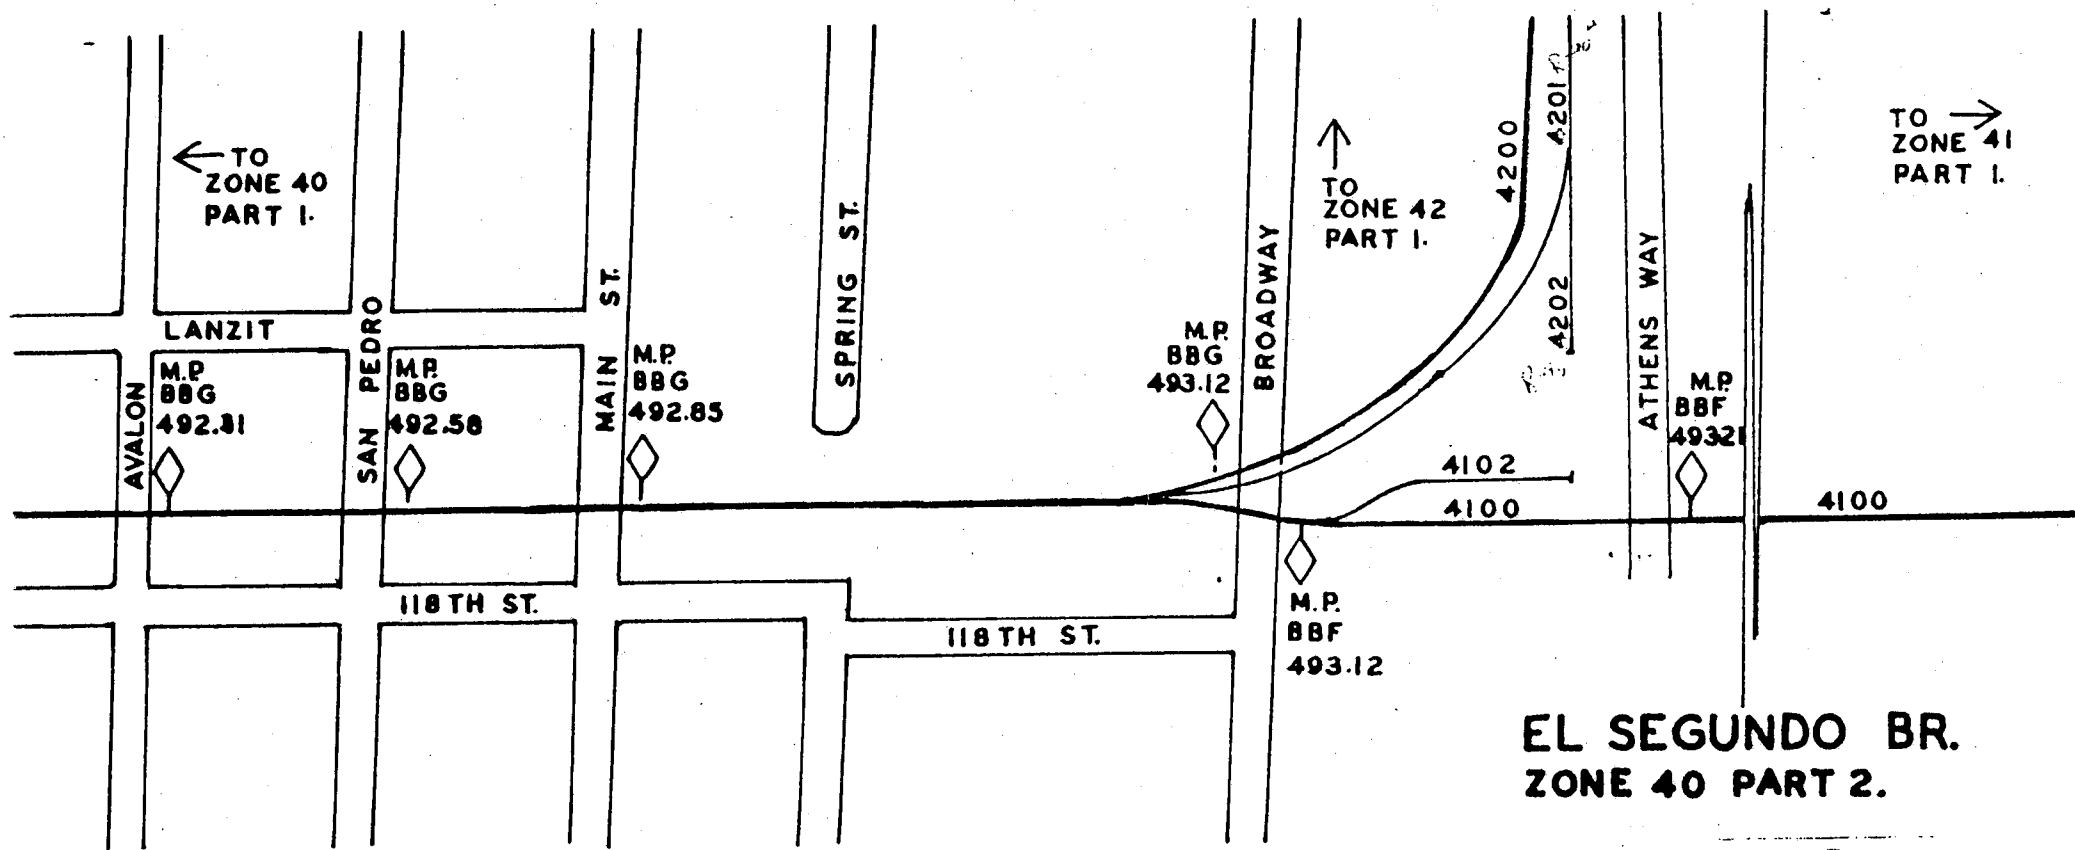 ← TO
ZONE 40
PART 1.
LANZIT
AVALON
M.P.
BBG
492.31
SAN PEDRO
M.P.
BBG
492.58
MAIN ST.
M.P.
BBG
492.85
SPRING ST.
M.P.
BBG
493.12
BROADWAY
TO
ZONE 42
PART 1.
4200
4201
4202
ATHENS WAY
TO →
ZONE 41
PART 1.
M.P.
BBF
493.21
4102
4100
4100
M.P.
BBF
493.12
118TH ST.
118TH ST.
EL SEGUNDO BR.
ZONE 40 PART 2.